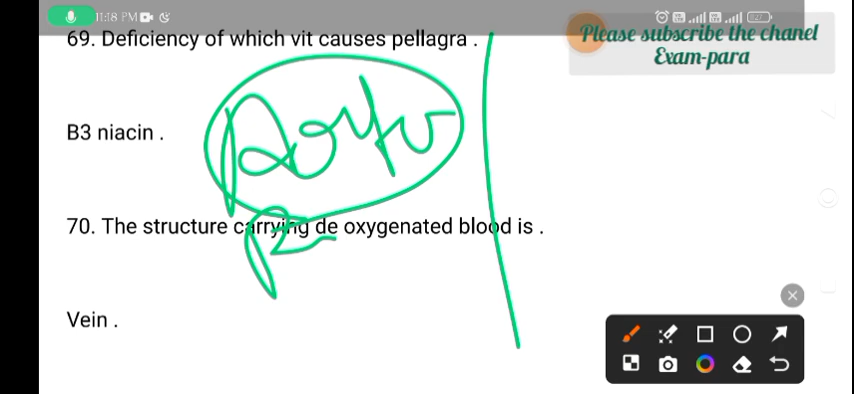 11:18 PM
Please subscribe the chanel
Exam-para
69. Deficiency of which vit causes pellagra .
B3 niacin .
Aorta
70. The structure carrying de oxygenated blood is .
Vein .